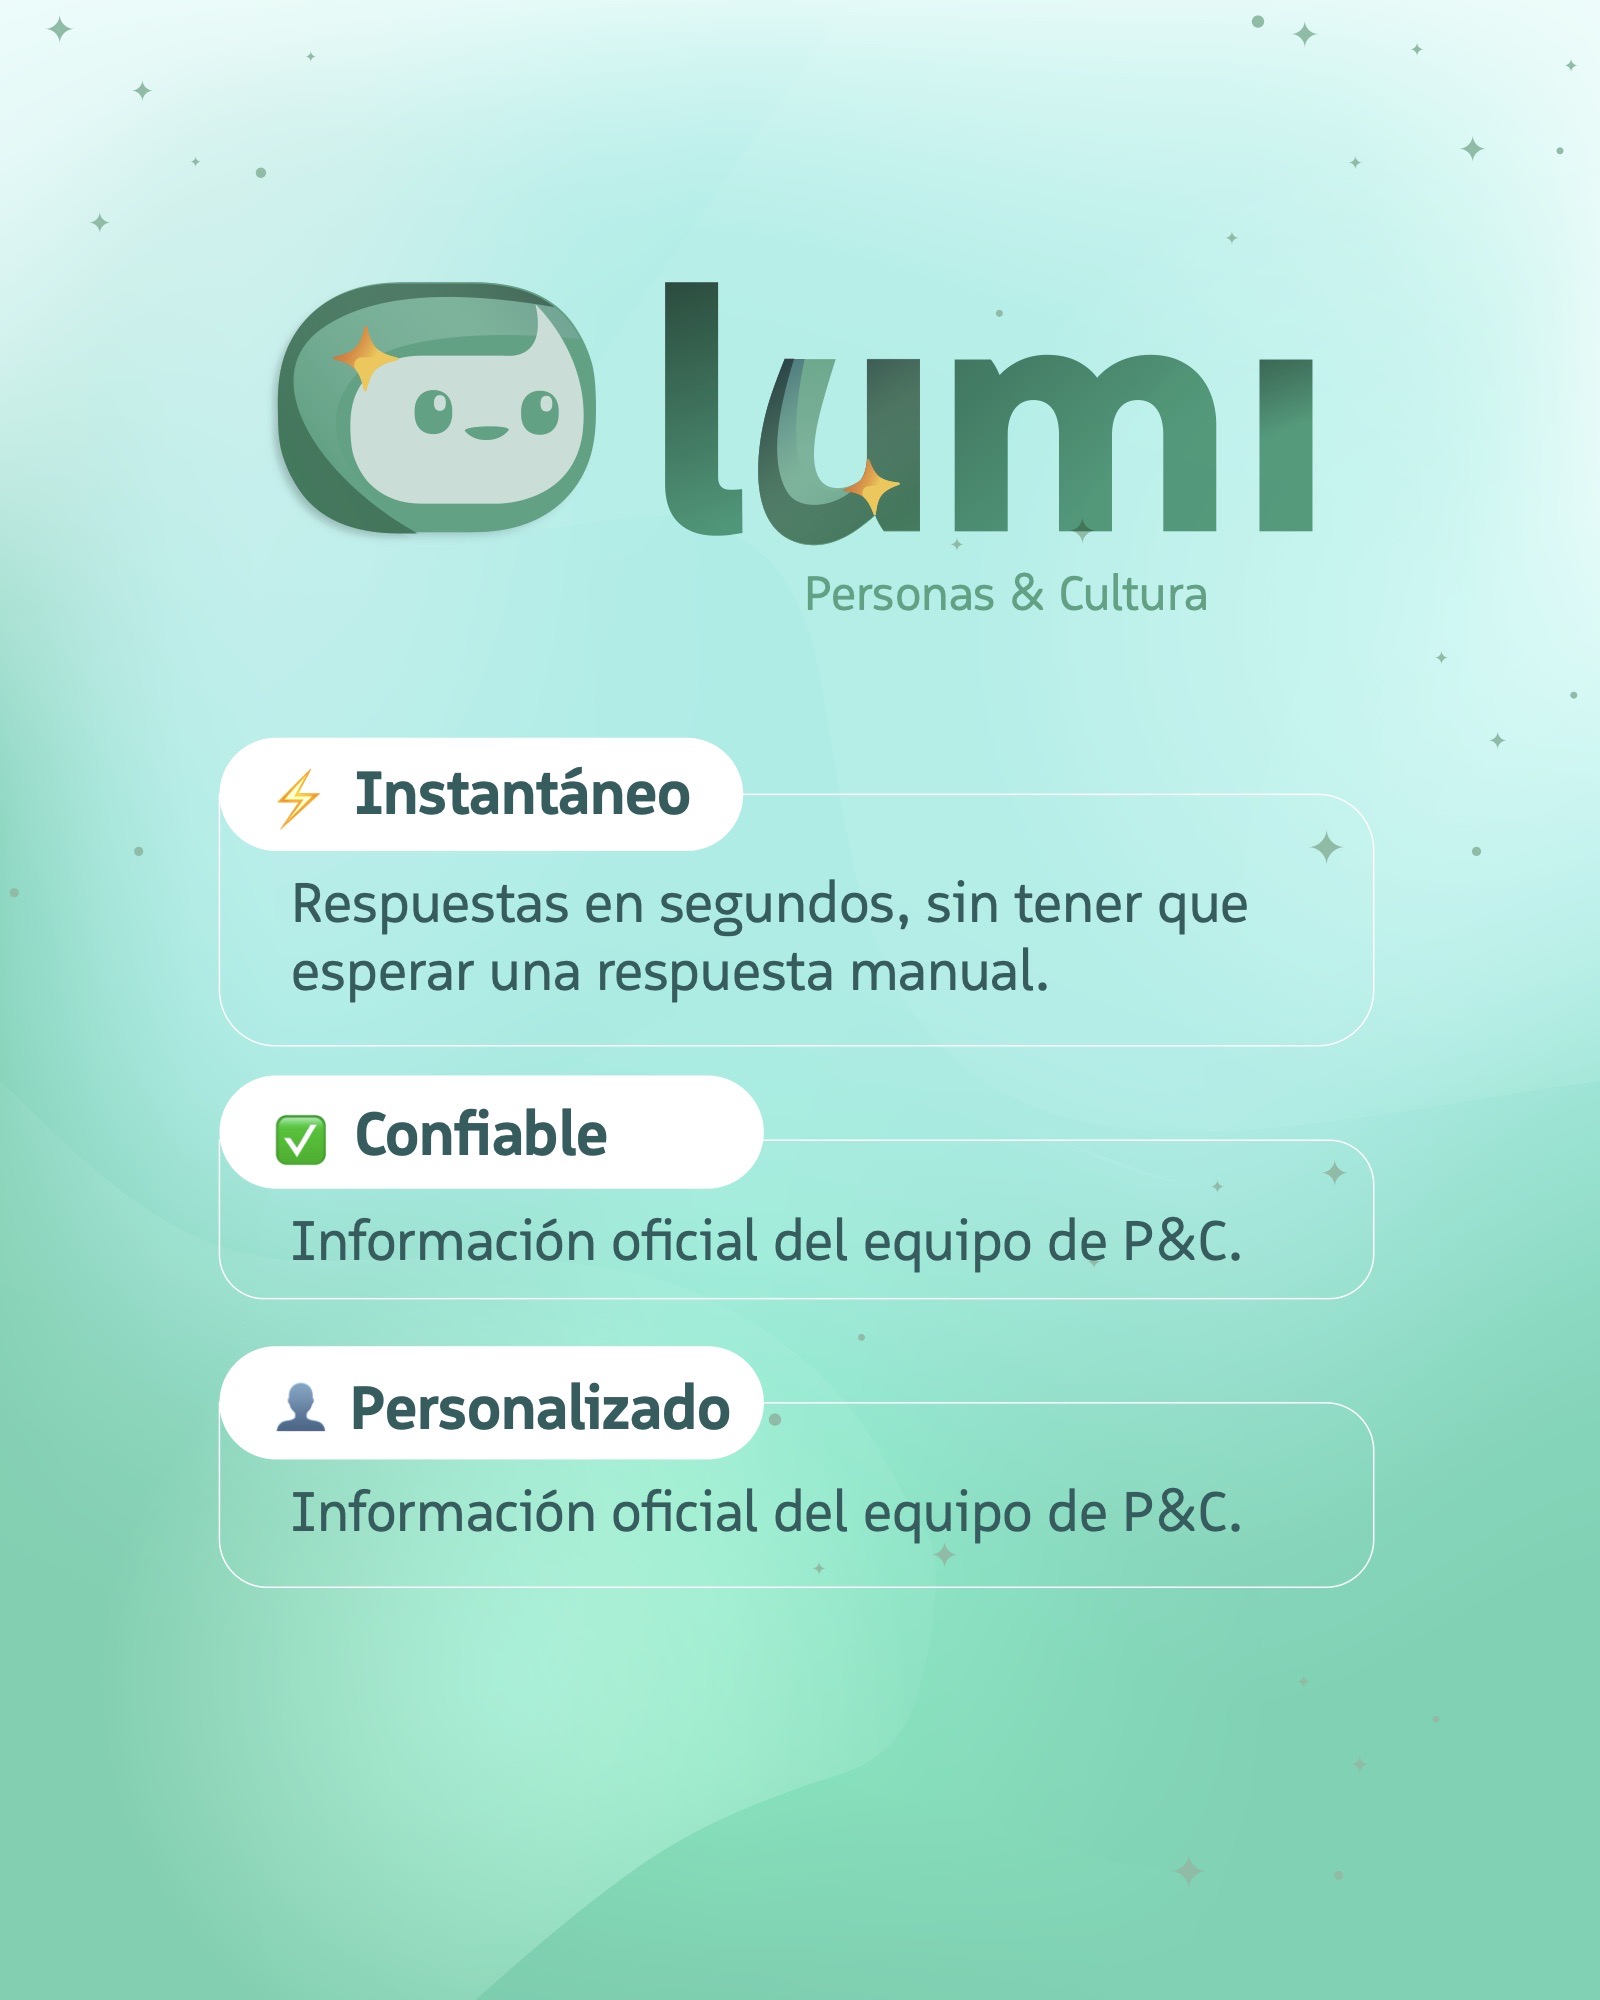 lumi
Personas & Cultura
⚡ Instantáneo
Respuestas en segundos, sin tener que
esperar una respuesta manual.
✅ Confiable
Información oficial del equipo de P&C.
👤 Personalizado
Información oficial del equipo de P&C.